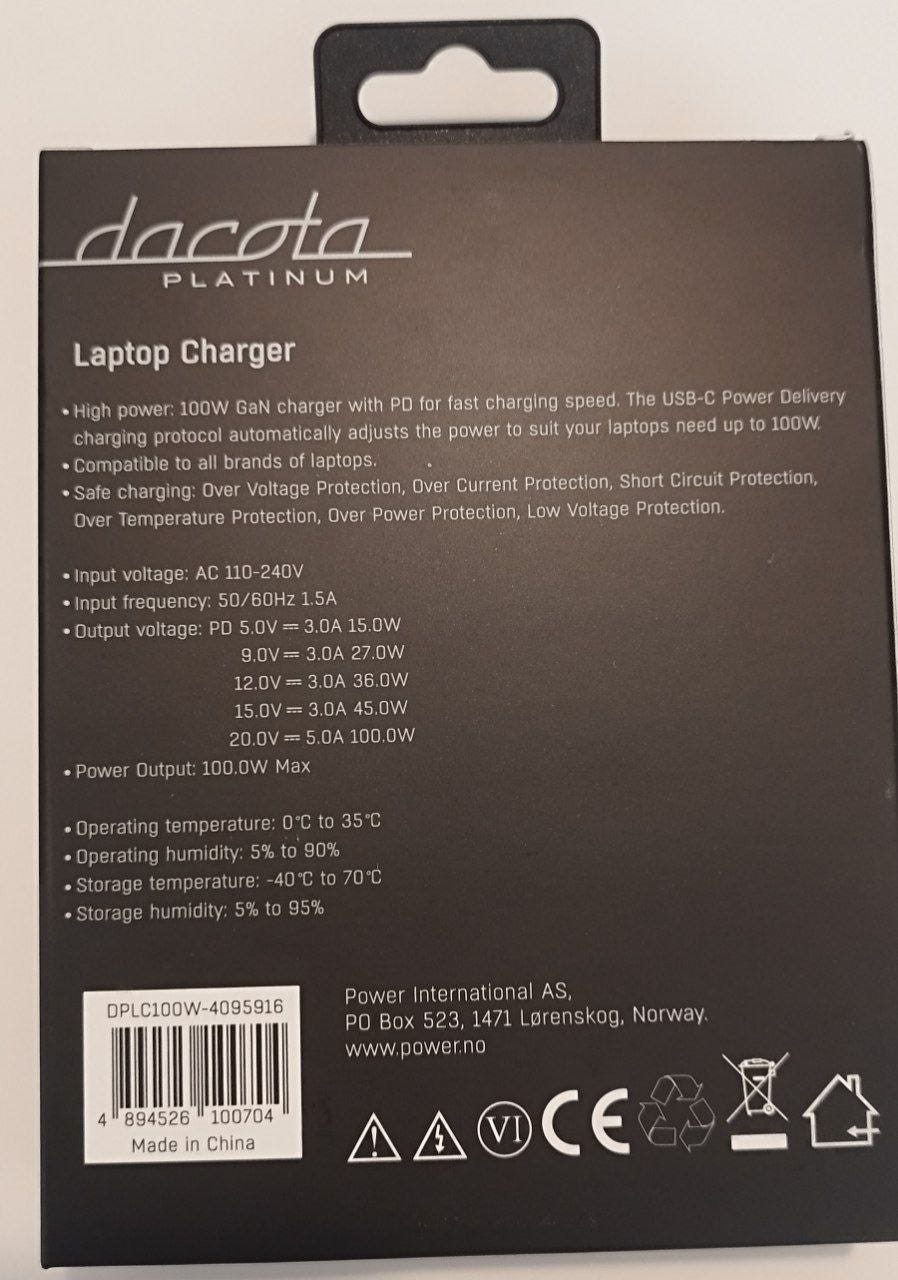 dacota
PLATINUM
Laptop Charger
• High power: 100W GaN charger with PD for fast charging speed. The USB-C Power Delivery
charging protocol automatically adjusts the power to suit your laptops need up to 100W.
• Compatible to all brands of laptops.
• Safe charging: Over Voltage Protection, Over Current Protection, Short Circuit Protection,
Over Temperature Protection, Over Power Protection, Low Voltage Protection.
• Input voltage: AC 110-240V
• Input frequency: 50/60Hz 1.5A
• Output voltage: PD 5.0V ⎓ 3.0A 15.0W
9.0V ⎓ 3.0A 27.0W
12.0V ⎓ 3.0A 36.0W
15.0V ⎓ 3.0A 45.0W
20.0V ⎓ 5.0A 100.0W
• Power Output: 100.0W Max
• Operating temperature: 0°C to 35°C
• Operating humidity: 5% to 90%
• Storage temperature: -40°C to 70°C
• Storage humidity: 5% to 95%
DPLC100W-4095916
4 894526 100704
Made in China
Power International AS,
PO Box 523, 1471 Lørenskog, Norway.
www.power.no
VI CE